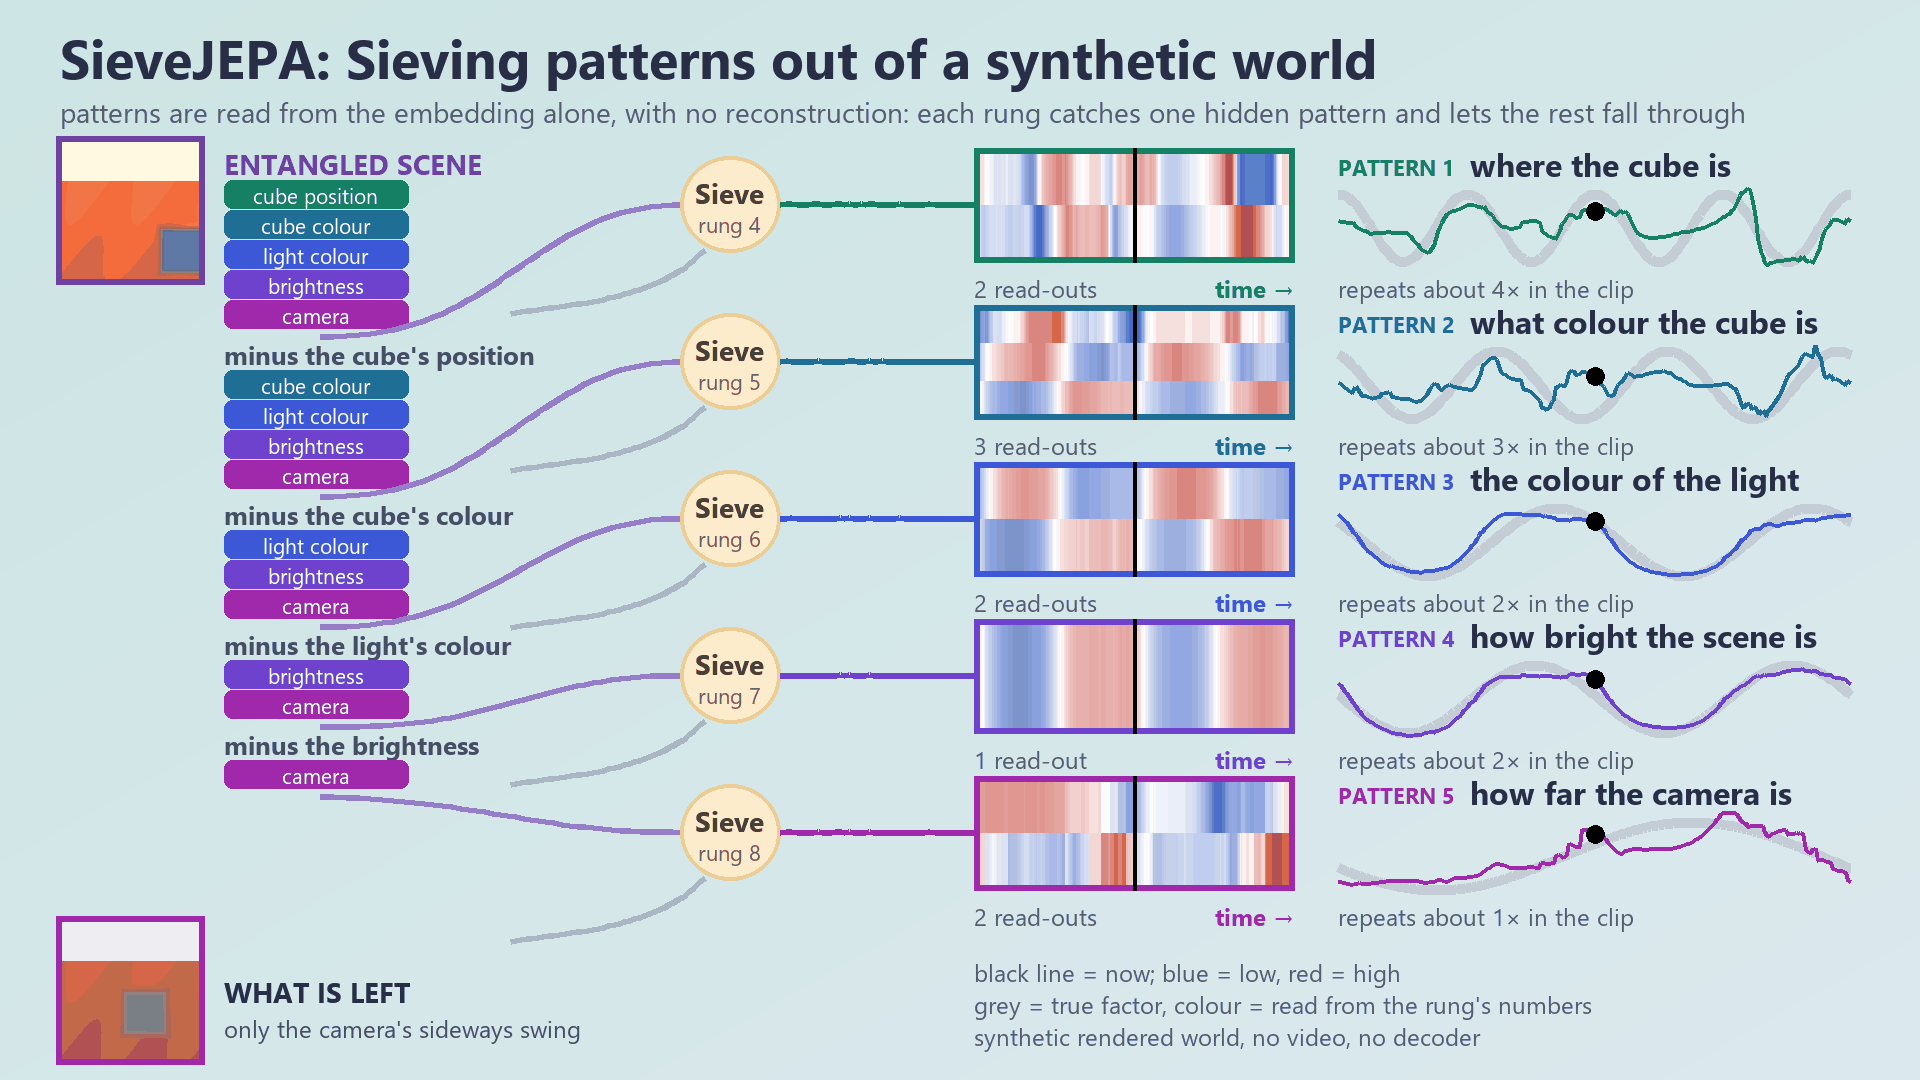 SieveJEPA: Sieving patterns out of a synthetic world
patterns are read from the embedding alone, with no reconstruction: each rung catches one hidden pattern and lets the rest fall through
ENTANGLED SCENE
cube position
cube colour
light colour
brightness
camera
minus the cube's position
cube colour
light colour
brightness
camera
minus the cube's colour
light colour
brightness
camera
minus the light's colour
brightness
camera
minus the brightness
camera
WHAT IS LEFT
only the camera's sideways swing
Sieve
rung 4
Sieve
rung 5
Sieve
rung 6
Sieve
rung 7
Sieve
rung 8
2 read-outs time →
3 read-outs time →
2 read-outs time →
1 read-out time →
2 read-outs time →
PATTERN 1 where the cube is
repeats about 4× in the clip
PATTERN 2 what colour the cube is
repeats about 3× in the clip
PATTERN 3 the colour of the light
repeats about 2× in the clip
PATTERN 4 how bright the scene is
repeats about 2× in the clip
PATTERN 5 how far the camera is
repeats about 1× in the clip
black line = now; blue = low, red = high
grey = true factor, colour = read from the rung's numbers
synthetic rendered world, no video, no decoder